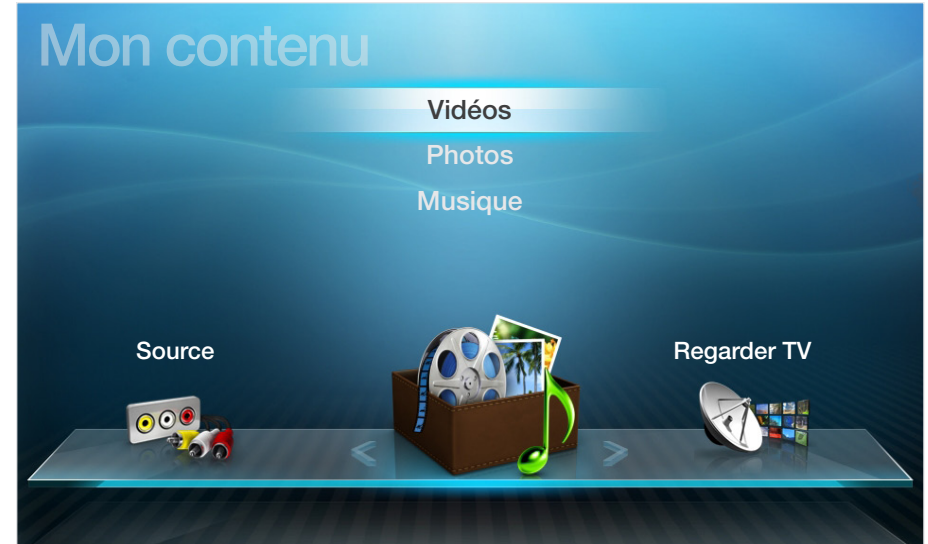 Mon contenu
Vidéos
Photos
Musique
Source
Regarder TV